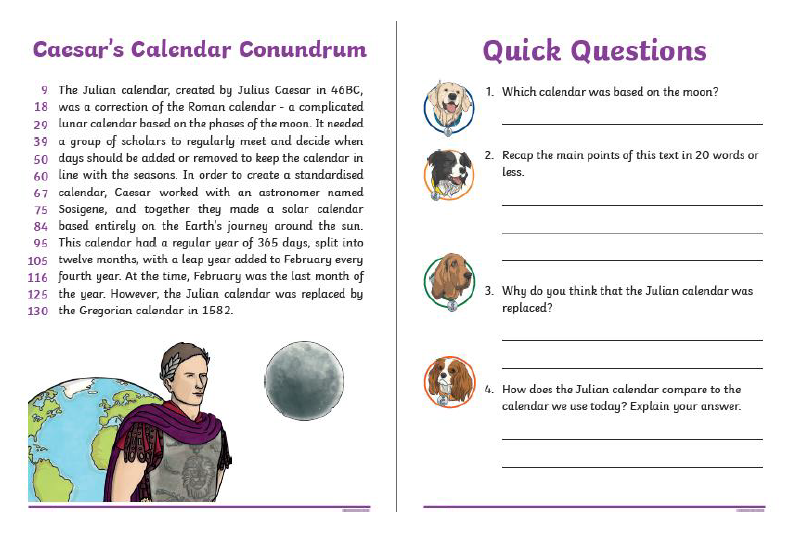 Caesar's Calendar Conundrum
9 The Julian calendar, created by Julius Caesar in 46BC,
18 was a correction of the Roman calendar - a complicated
29 lunar calendar based on the phases of the moon. It needed
39 a group of scholars to regularly meet and decide when
50 days should be added or removed to keep the calendar in
60 line with the seasons. In order to create a standardised
67 calendar, Caesar worked with an astronomer named
75 Sosigene, and together they made a solar calendar
84 based entirely on the Earth's journey around the sun.
95 This calendar had a regular year of 365 days, split into
105 twelve months, with a leap year added to February every
116 fourth year. At the time, February was the last month of
125 the year. However, the Julian calendar was replaced by
130 the Gregorian calendar in 1582.
Quick Questions
1. Which calendar was based on the moon?
2. Recap the main points of this text in 20 words or
less.
3. Why do you think that the Julian calendar was
replaced?
4. How does the Julian calendar compare to the
calendar we use today? Explain your answer.